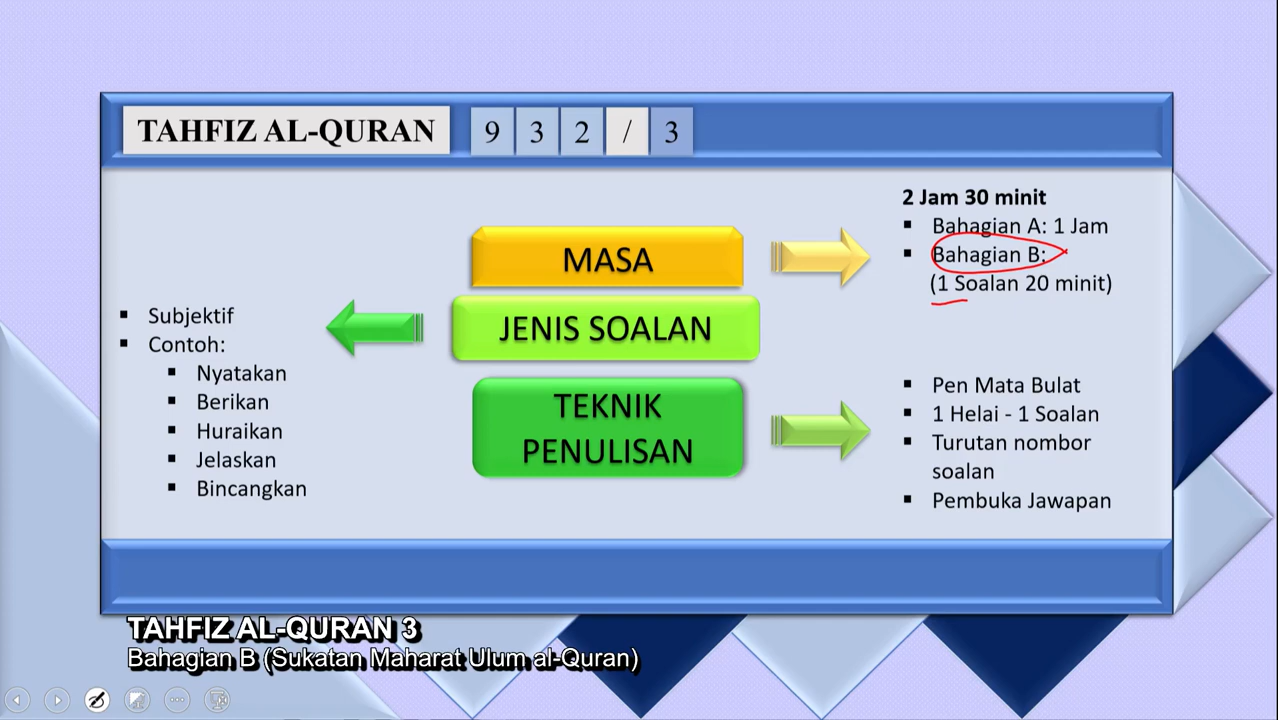 TAHFIZ AL-QURAN 9 3 2 / 3
MASA
2 Jam 30 minit
▪ Bahagian A: 1 Jam
▪ Bahagian B:
(1 Soalan 20 minit)
JENIS SOALAN
▪ Subjektif
▪ Contoh:
▪ Nyatakan
▪ Berikan
▪ Huraikan
▪ Jelaskan
▪ Bincangkan
TEKNIK
PENULISAN
▪ Pen Mata Bulat
▪ 1 Helai - 1 Soalan
▪ Turutan nombor
soalan
▪ Pembuka Jawapan
TAHFIZ AL-QURAN 3
Bahagian B (Sukatan Maharat Ulum al-Quran)